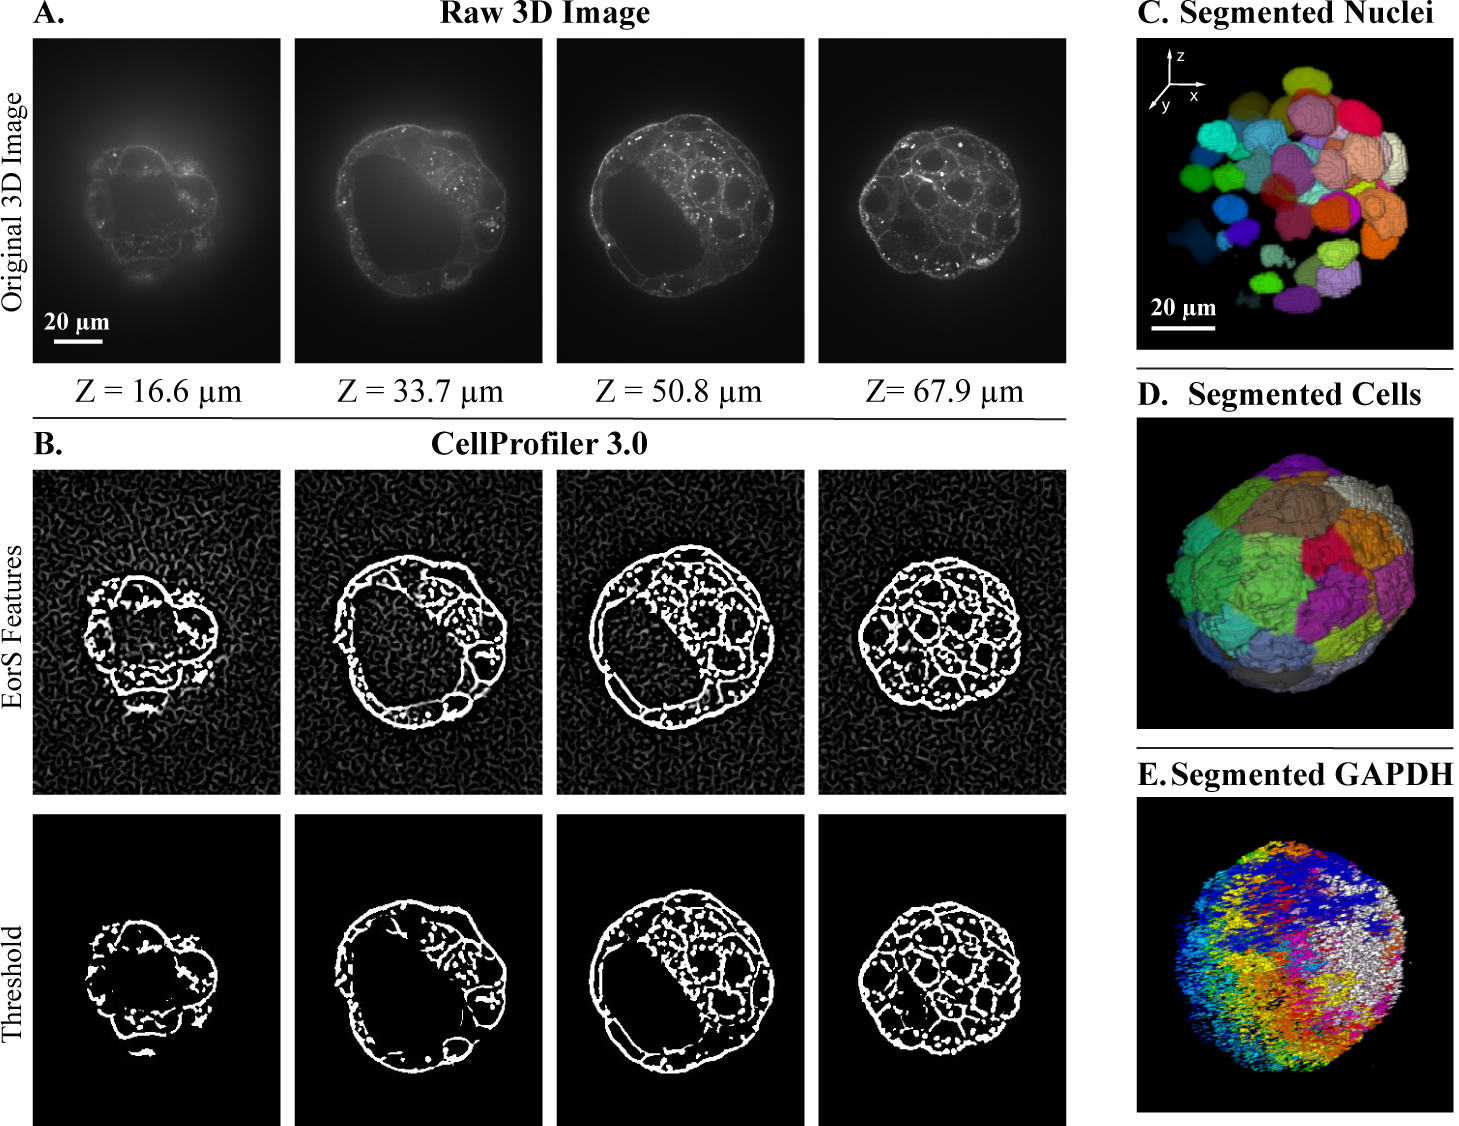 A. Raw 3D Image
Original 3D Image
20 µm
Z = 16.6 µm
Z = 33.7 µm
Z = 50.8 µm
Z= 67.9 µm
B. CellProfiler 3.0
EorS Features
Threshold
C. Segmented Nuclei
z
x
y
20 µm
D. Segmented Cells
E. Segmented GAPDH